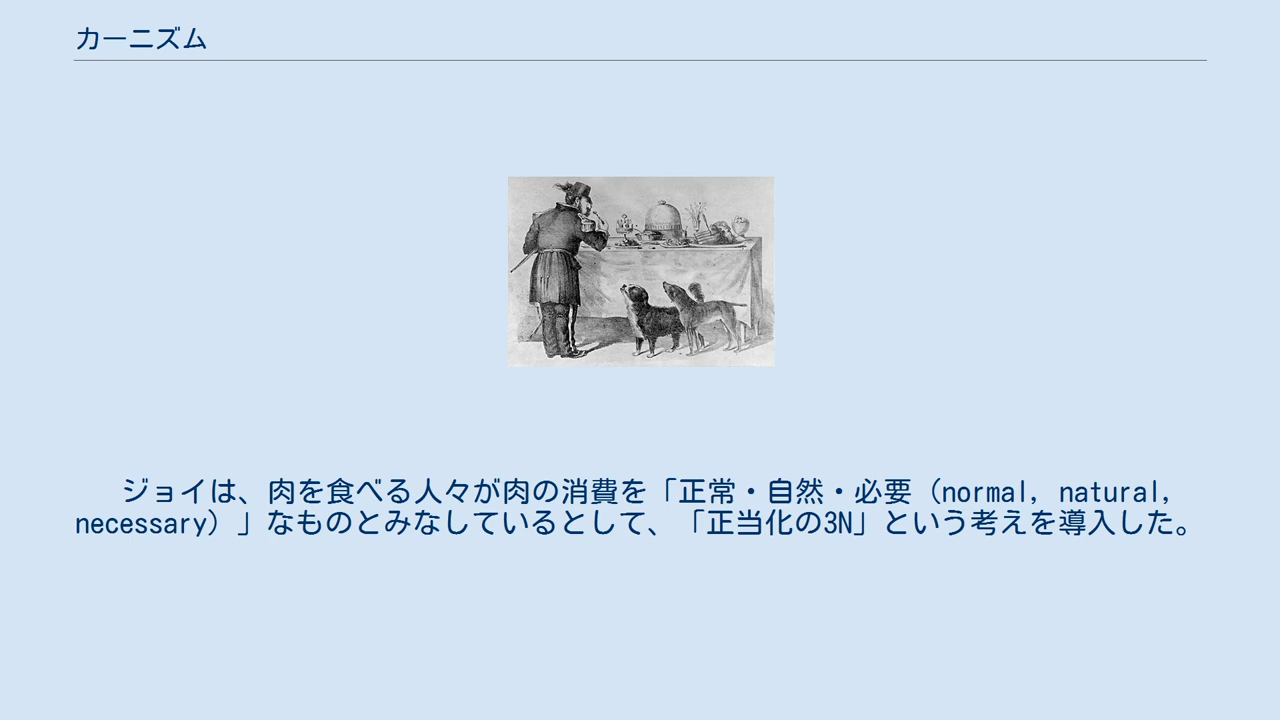 カーニズム
ジョイは、肉を食べる人々が肉の消費を「正常・自然・必要（normal, natural,
necessary）」なものとみなしているとして、「正当化の3N」という考えを導入した。